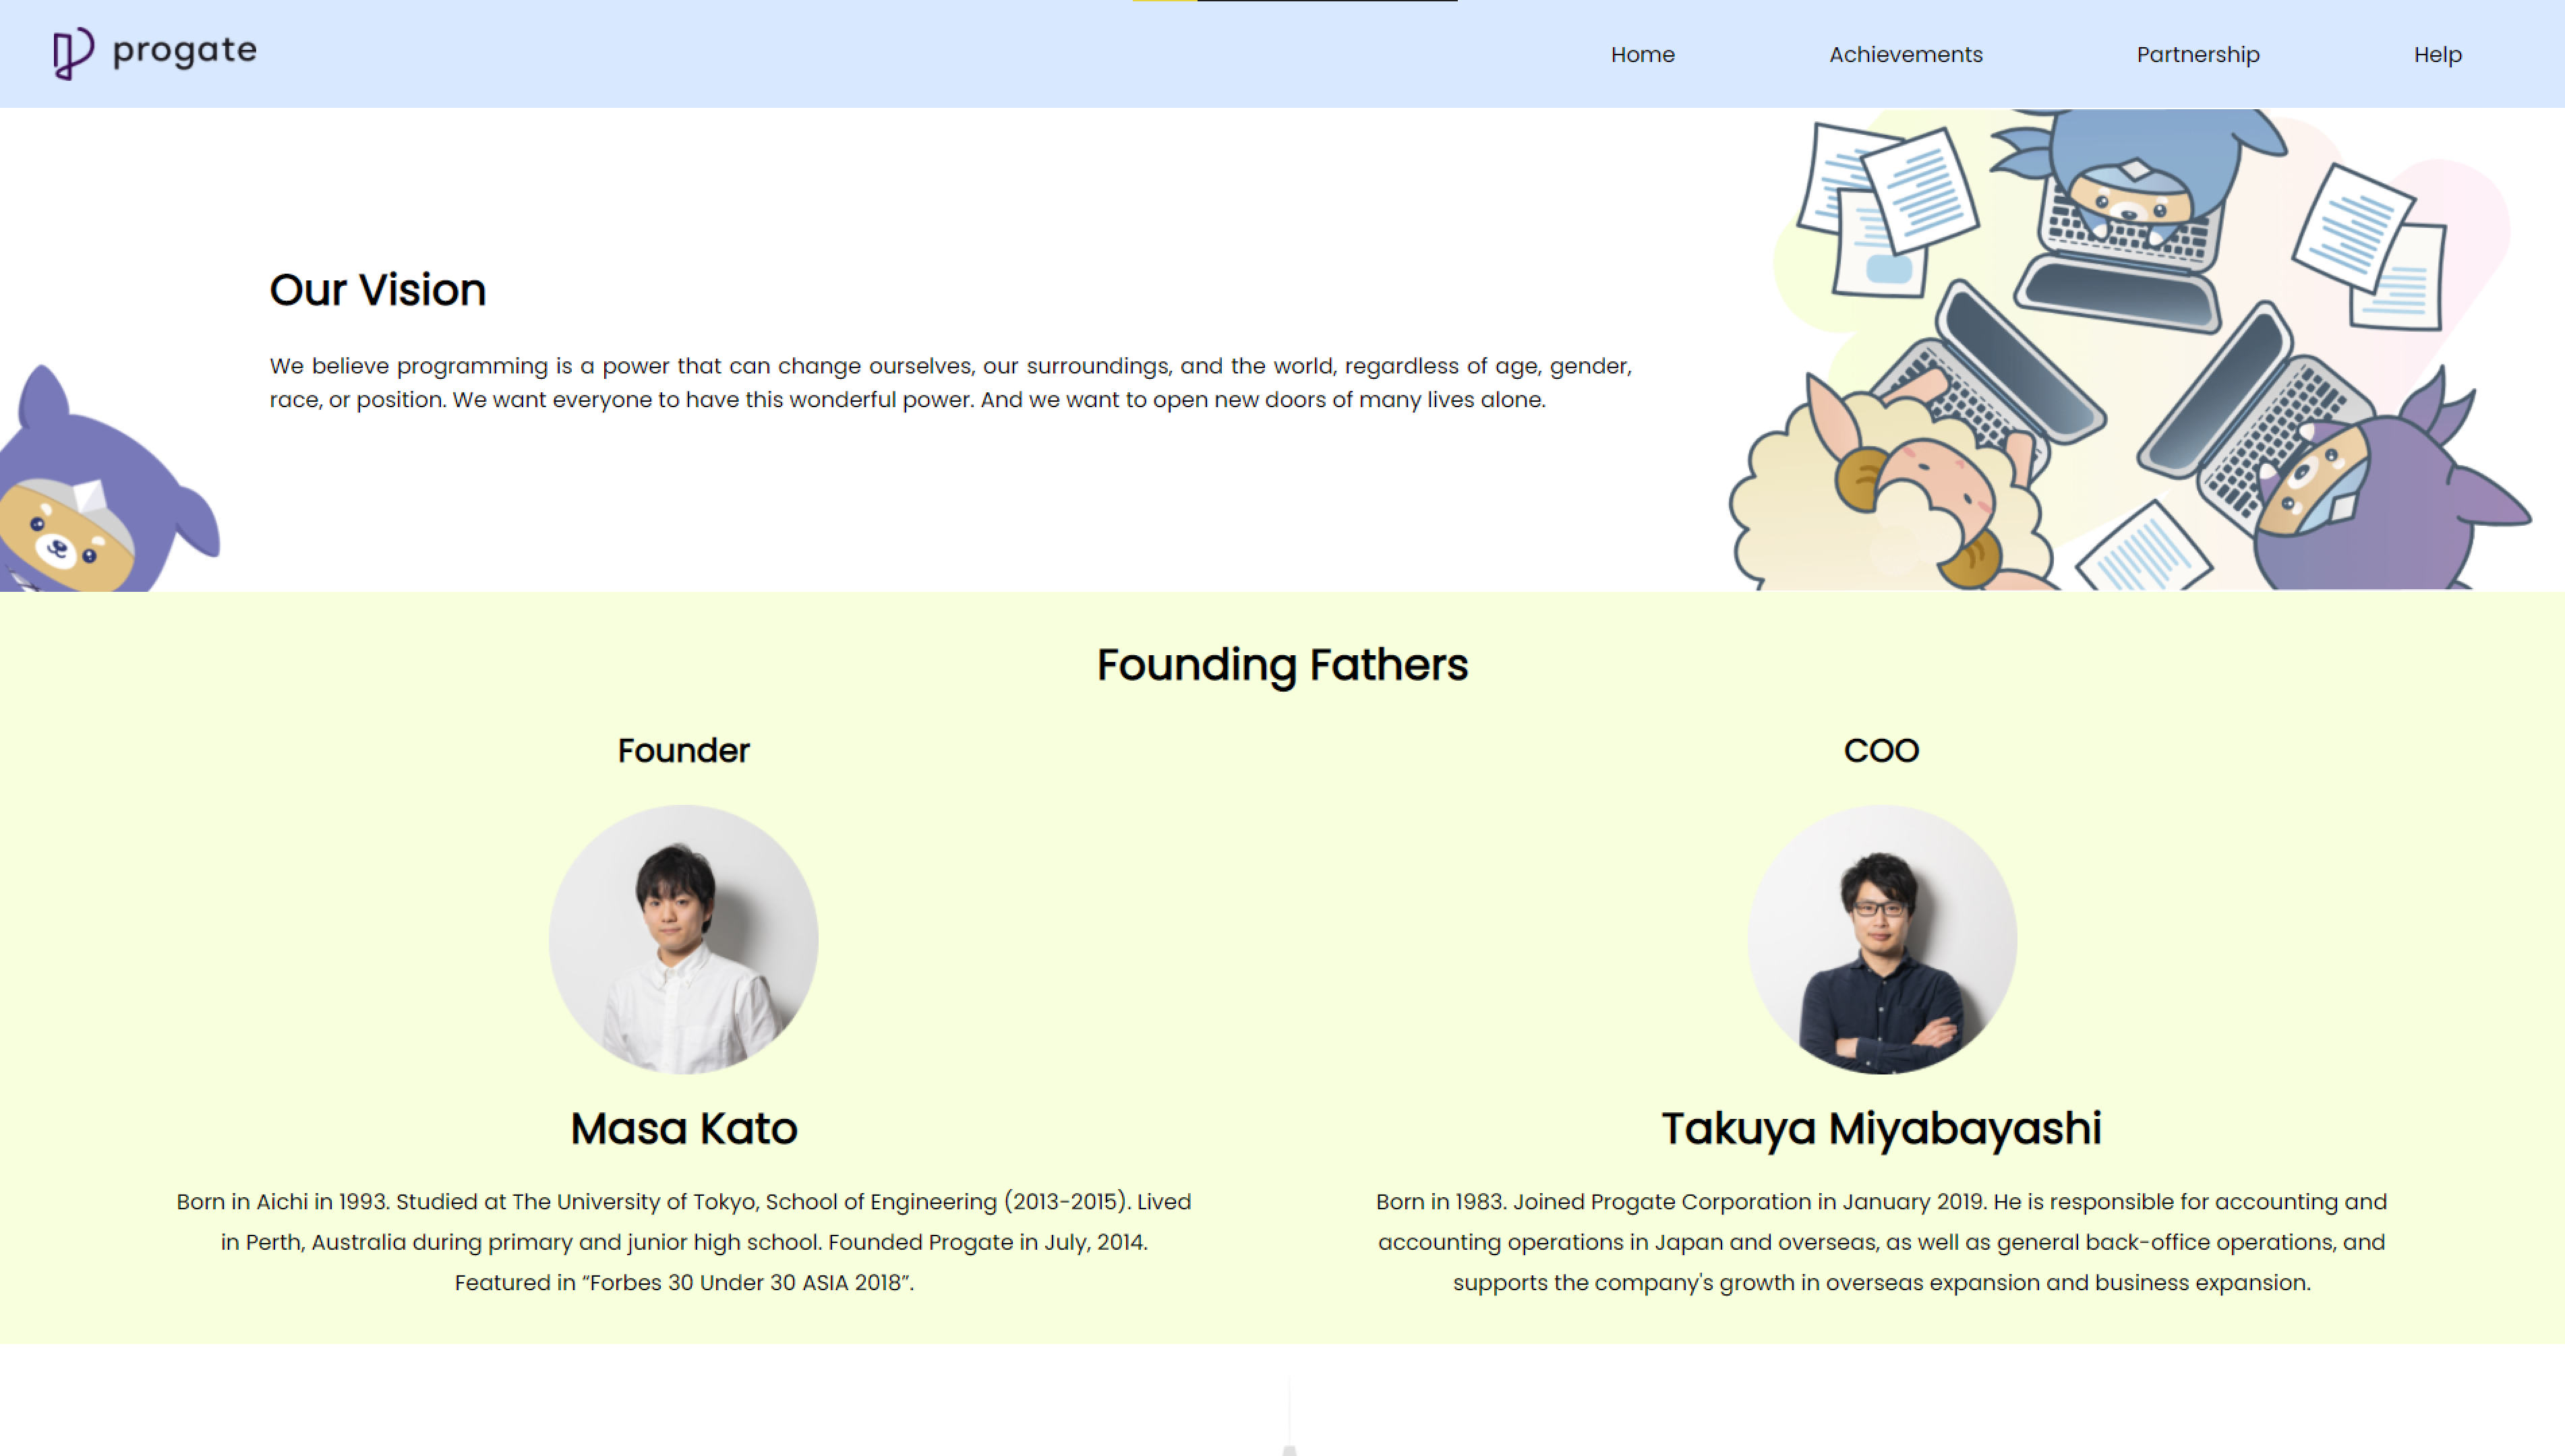 progate
Home
Achievements
Partnership
Help
Our Vision
We believe programming is a power that can change ourselves, our surroundings, and the world, regardless of age, gender,
race, or position. We want everyone to have this wonderful power. And we want to open new doors of many lives alone.
Founding Fathers
Founder
COO
Masa Kato
Takuya Miyabayashi
Born in Aichi in 1993. Studied at The University of Tokyo, School of Engineering (2013-2015). Lived
in Perth, Australia during primary and junior high school. Founded Progate in July, 2014.
Featured in “Forbes 30 Under 30 ASIA 2018”.
Born in 1983. Joined Progate Corporation in January 2019. He is responsible for accounting and
accounting operations in Japan and overseas, as well as general back-office operations, and
supports the company's growth in overseas expansion and business expansion.